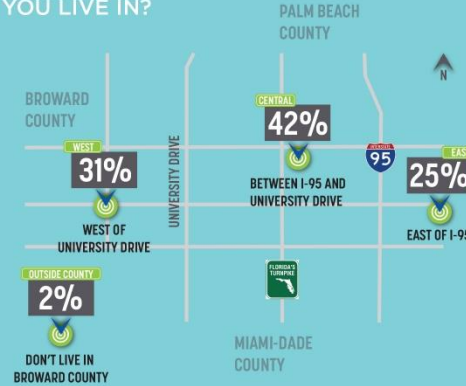 YOU LIVE IN?
PALM BEACH
COUNTY
N
BROWARD
COUNTY
CENTRAL
42%
BETWEEN I-95 AND
UNIVERSITY DRIVE
WEST
31%
WEST OF
UNIVERSITY DRIVE
UNIVERSITY DRIVE
95
EAS
25%
EAST OF I-95
OUTSIDE COUNTY
2%
DON'T LIVE IN
BROWARD COUNTY
FLORIDA'S
TURNPIKE
MIAMI-DADE
COUNTY